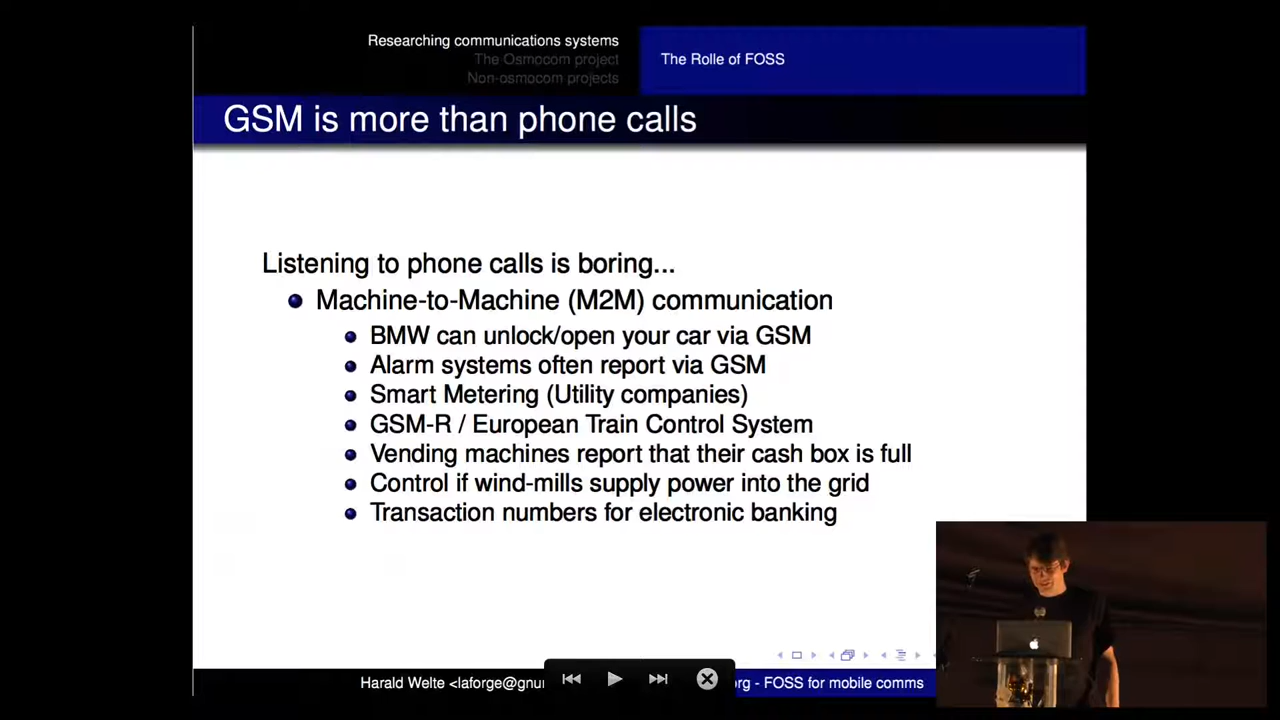 Researching communications systems
The Osmocom project
Non-osmocom projects
The Rolle of FOSS
GSM is more than phone calls
Listening to phone calls is boring...
Machine-to-Machine (M2M) communication
BMW can unlock/open your car via GSM
Alarm systems often report via GSM
Smart Metering (Utility companies)
GSM-R / European Train Control System
Vending machines report that their cash box is full
Control if wind-mills supply power into the grid
Transaction numbers for electronic banking
Harald Welte <laforge@gnu org - FOSS for mobile comms